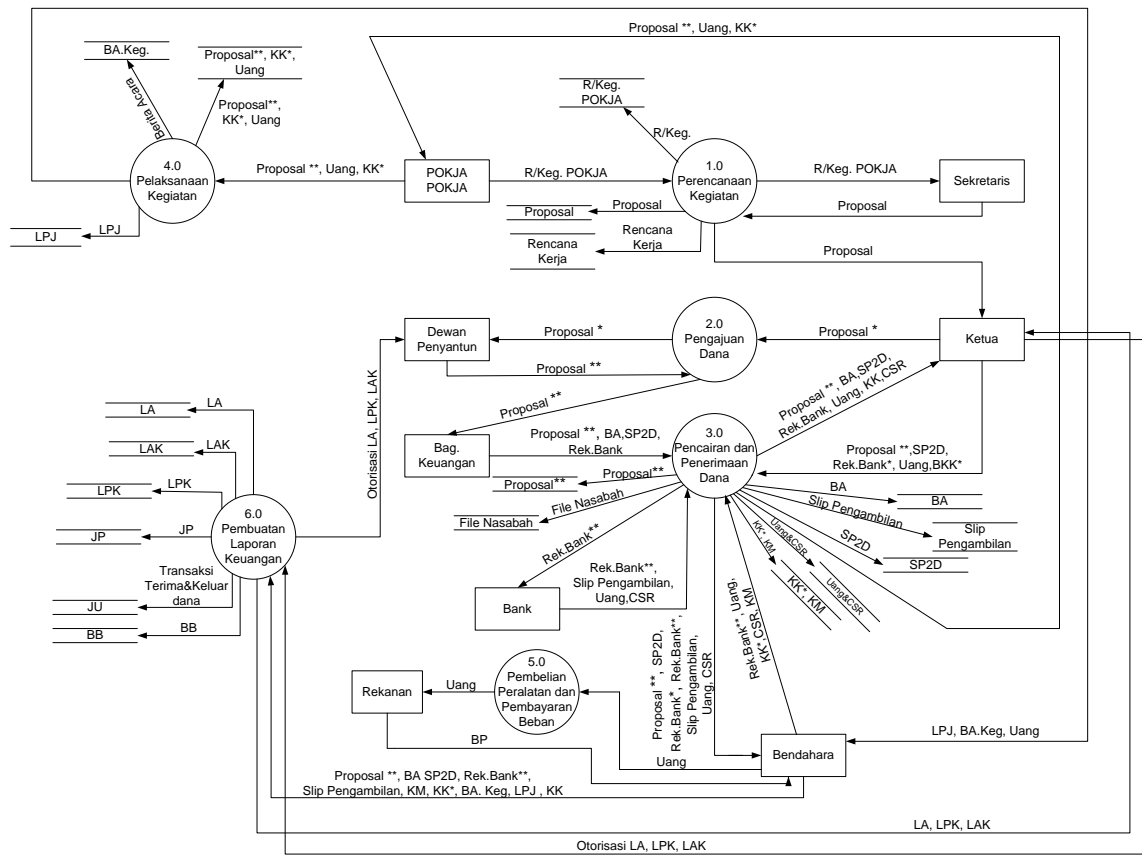 Proposal **, Uang, KK*
BA.Keg.
Proposal**, KK*,
Uang
Berita Acara
Proposal**,
KK*, Uang
R/Keg.
POKJA
R/Keg.
4.0
Pelaksanaan
Kegiatan
Proposal **, Uang, KK*
POKJA
POKJA
R/Keg. POKJA
1.0
Perencanaan
Kegiatan
R/Keg. POKJA
Sekretaris
Proposal
Proposal
Proposal
LPJ
LPJ
Rencana
Kerja
Rencana
Kerja
Proposal
Dewan
Penyantun
Proposal *
2.0
Pengajuan
Dana
Proposal *
Ketua
Proposal **
Proposal **
Proposal **, BA,SP2D,
Rek.Bank, Uang, KK,CSR
Otorisasi LA, LPK, LAK
LA
LA
LAK
LAK
LPK
LPK
JP
JP
6.0
Pembuatan
Laporan
Keuangan
Transaksi
Terima&Keluar
dana
JU
BB
BB
Bag.
Keuangan
Proposal **, BA,SP2D,
Rek.Bank
3.0
Pencairan dan
Penerimaan
Dana
Proposal **,SP2D,
Rek.Bank*, Uang,BKK*
Proposal**
Proposal**
File Nasabah
File Nasabah
BA
BA
Slip Pengambilan
Slip
Pengambilan
SP2D
SP2D
Uang&CSR
Uang&CSR
KK*, KM
KK*, KM
Rek.Bank**
Rek.Bank**,
Slip Pengambilan,
Uang,CSR
Bank
Proposal **, SP2D,
Rek.Bank*, Rek.Bank**,
Slip Pengambilan,
Uang, CSR
Rek.Bank**, Uang,
KK*,CSR, KM
Rekanan
Uang
5.0
Pembelian
Peralatan dan
Pembayaran
Beban
BP
Uang
Bendahara
LPJ, BA.Keg, Uang
Proposal **, BA SP2D, Rek.Bank**,
Slip Pengambilan, KM, KK*, BA. Keg, LPJ , KK
LA, LPK, LAK
Otorisasi LA, LPK, LAK